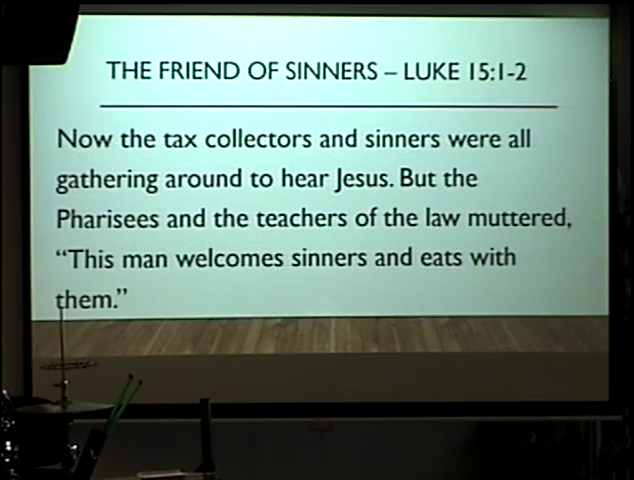 THE FRIEND OF SINNERS – LUKE 15:1-2
Now the tax collectors and sinners were all
gathering around to hear Jesus. But the
Pharisees and the teachers of the law muttered,
“This man welcomes sinners and eats with
them.”